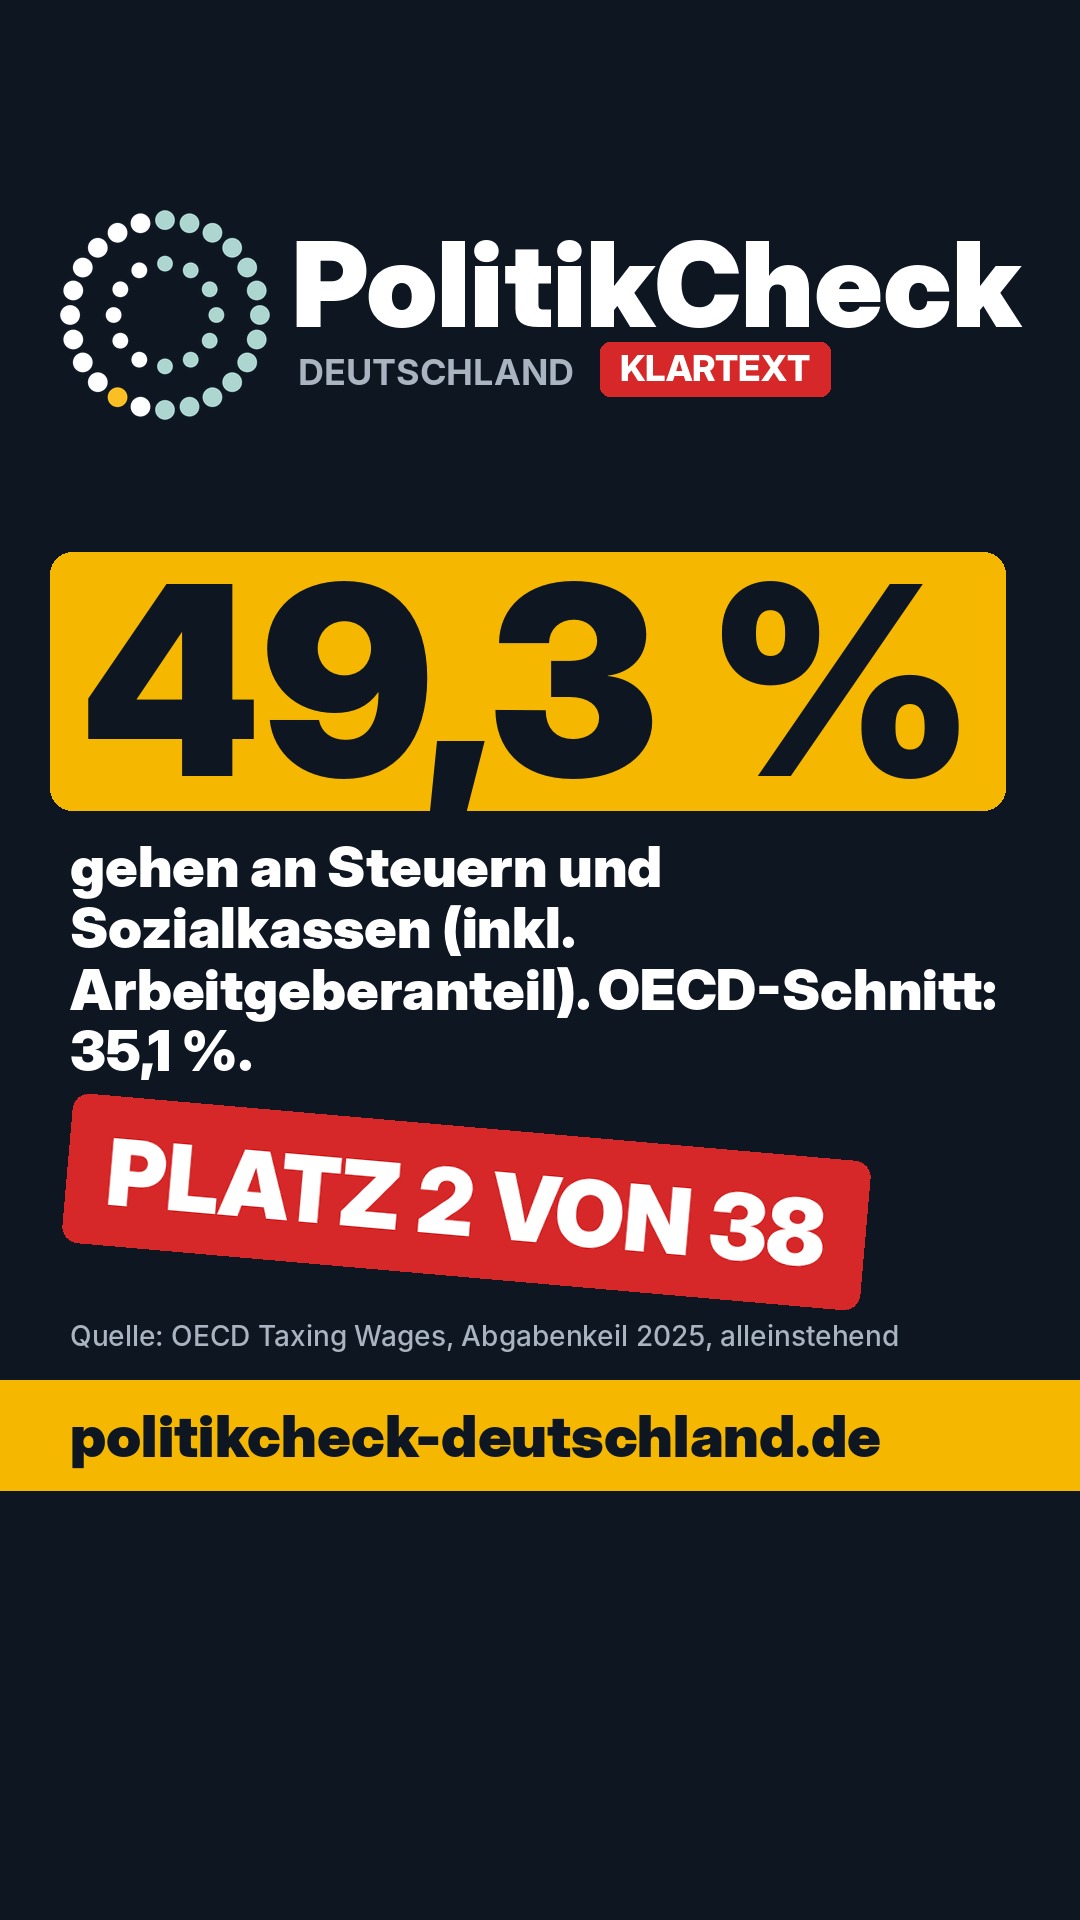 PolitikCheck
DEUTSCHLAND KLARTEXT
49,3 %
gehen an Steuern und
Sozialkassen (inkl.
Arbeitgeberanteil). OECD-Schnitt:
35,1 %.
PLATZ 2 VON 38
Quelle: OECD Taxing Wages, Abgabenkeil 2025, alleinstehend
politikcheck-deutschland.de